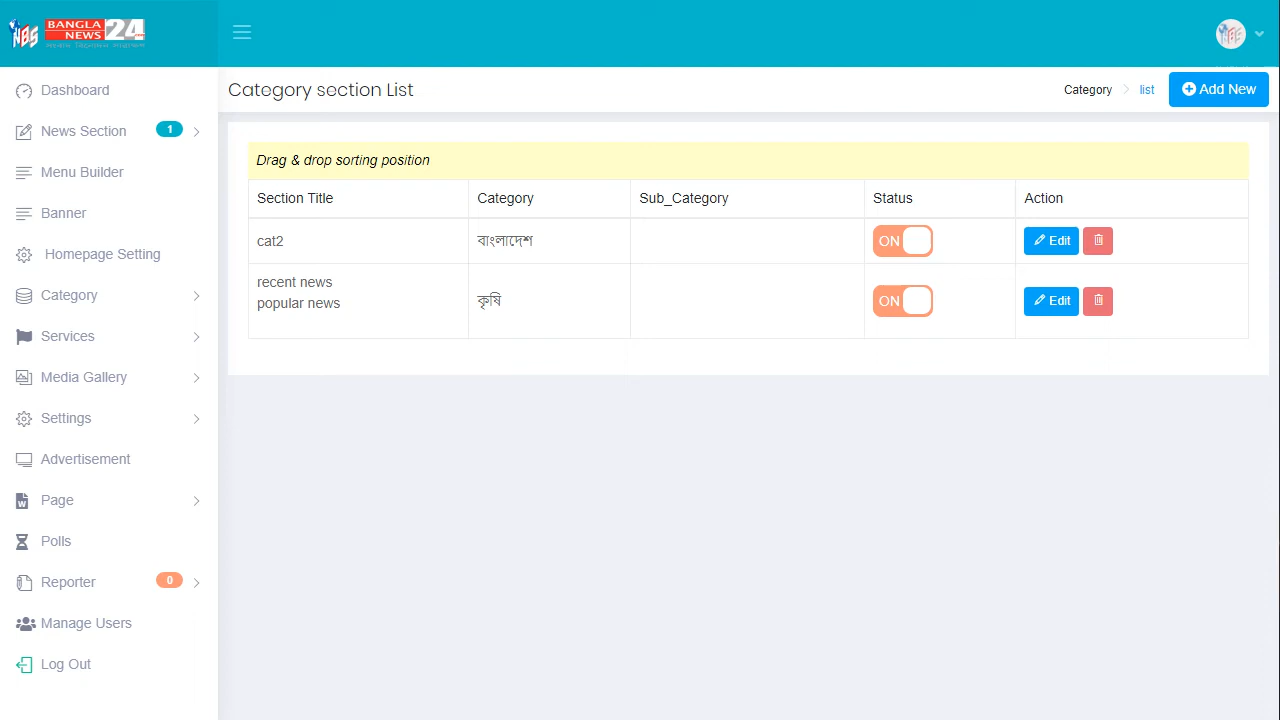 NBS BANGLA NEWS 24
Category section List
Category
list
Add New
Dashboard
News Section 1
Menu Builder
Banner
Homepage Setting
Category
Services
Media Gallery
Settings
Advertisement
Page
Polls
Reporter 0
Manage Users
Log Out
Drag & drop sorting position
Section Title Category Sub_Category Status Action
cat2 বাংলাদেশ ON Edit
recent news
popular news কৃষি ON Edit